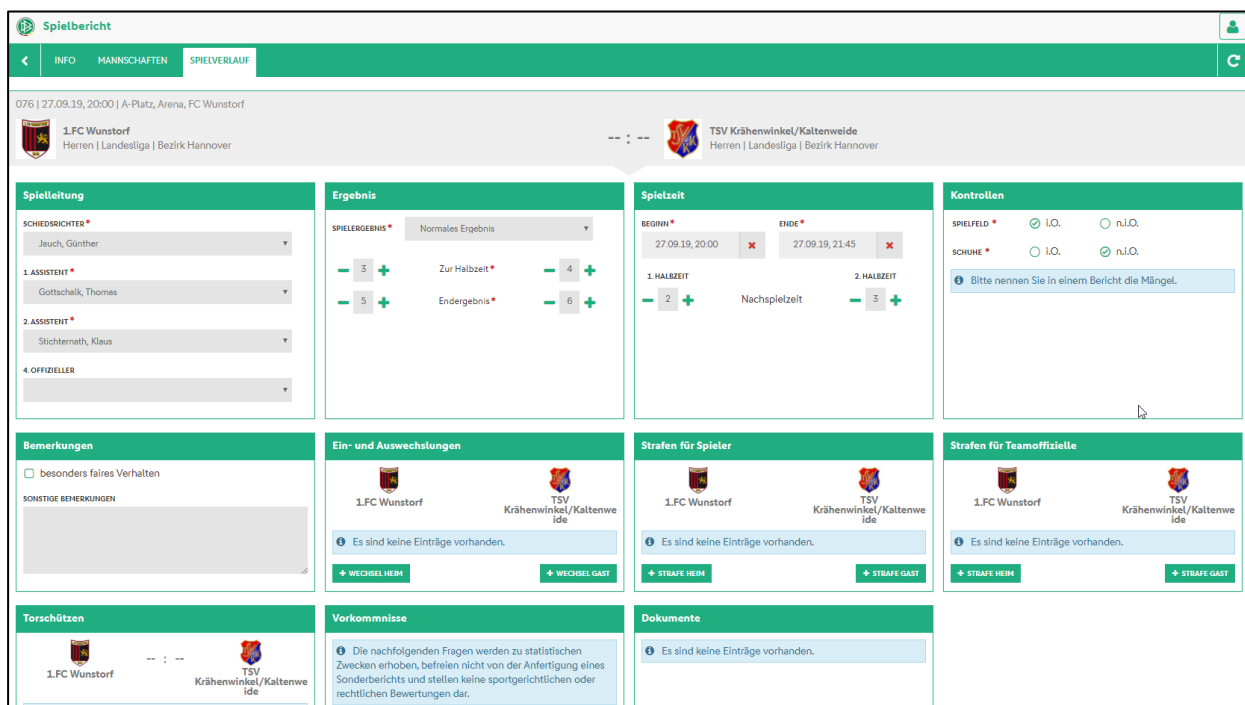 Spielbericht
INFO MANNSCHAFTEN SPIELVERLAUF
076 | 27.09.19, 20:00 | A-Platz, Arena, FC Wunstorf
1.FC Wunstorf
Herren | Landesliga | Bezirk Hannover
-- : --
TSV Krähenwinkel/Kaltenweide
Herren | Landesliga | Bezirk Hannover
Spielleitung
SCHIEDSRICHTER *
Jauch, Günther
1. ASSISTENT *
Gottschalk, Thomas
2. ASSISTENT *
Stichternath, Klaus
4. OFFIZIELLER
Ergebnis
SPIELERGEBNIS * Normales Ergebnis
3 Zur Halbzeit * 4
5 Endergebnis * 6
Spielzeit
BEGINN * ENDE *
27.09.19, 20:00 27.09.19, 21:45
1. HALBZEIT 2. HALBZEIT
2 Nachspielzeit 3
Kontrollen
SPIELFELD * i.O. n.i.O.
SCHUHE * i.O. n.i.O.
Bitte nennen Sie in einem Bericht die Mängel.
Bemerkungen
besonders faires Verhalten
SONSTIGE BEMERKUNGEN
Ein- und Auswechslungen
1.FC Wunstorf
TSV
Krähenwinkel/Kaltenwe
ide
Es sind keine Einträge vorhanden.
+ WECHSEL HEIM + WECHSEL GAST
Strafen für Spieler
1.FC Wunstorf
TSV
Krähenwinkel/Kaltenwe
ide
Es sind keine Einträge vorhanden.
+ STRAFE HEIM + STRAFE GAST
Strafen für Teamoffizielle
1.FC Wunstorf
TSV
Krähenwinkel/Kaltenwe
ide
Es sind keine Einträge vorhanden.
+ STRAFE HEIM + STRAFE GAST
Torschützen
1.FC Wunstorf
-- : --
TSV
Krähenwinkel/Kaltenwe
ide
Vorkommnisse
Die nachfolgenden Fragen werden zu statistischen
Zwecken erhoben, befreien nicht von der Anfertigung eines
Sonderberichts und stellen keine sportgerichtlichen oder
rechtlichen Bewertungen dar.
Dokumente
Es sind keine Einträge vorhanden.